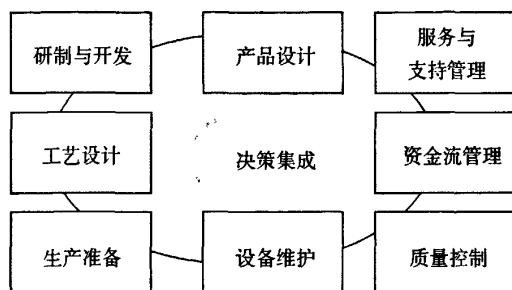 研制与开发
产品设计
服务与
支持管理
工艺设计
决策集成
资金流管理
生产准备
设备维护
质量控制